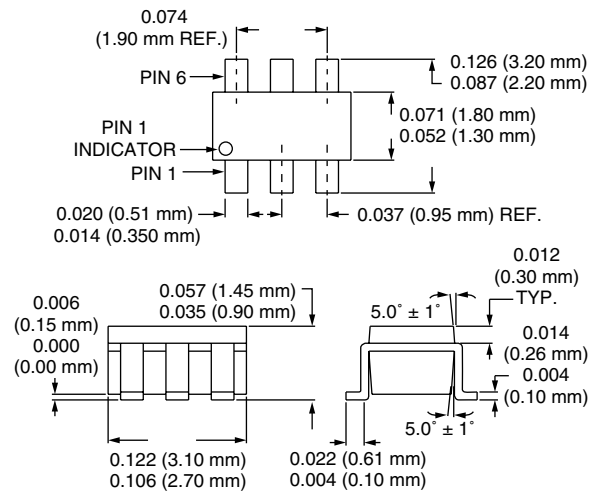 0.074
(1.90 mm REF.)
PIN 6
0.126 (3.20 mm)
0.087 (2.20 mm)
0.071 (1.80 mm)
0.052 (1.30 mm)
PIN 1
INDICATOR
PIN 1
0.020 (0.51 mm)
0.014 (0.350 mm)
0.037 (0.95 mm) REF.
0.006
(0.15 mm)
0.000
(0.00 mm)
0.057 (1.45 mm)
0.035 (0.90 mm)
0.122 (3.10 mm)
0.106 (2.70 mm)
5.0° ± 1°
0.012
(0.30 mm)
TYP.
0.014
(0.26 mm)
0.004
(0.10 mm)
5.0° ± 1°
0.022 (0.61 mm)
0.004 (0.10 mm)